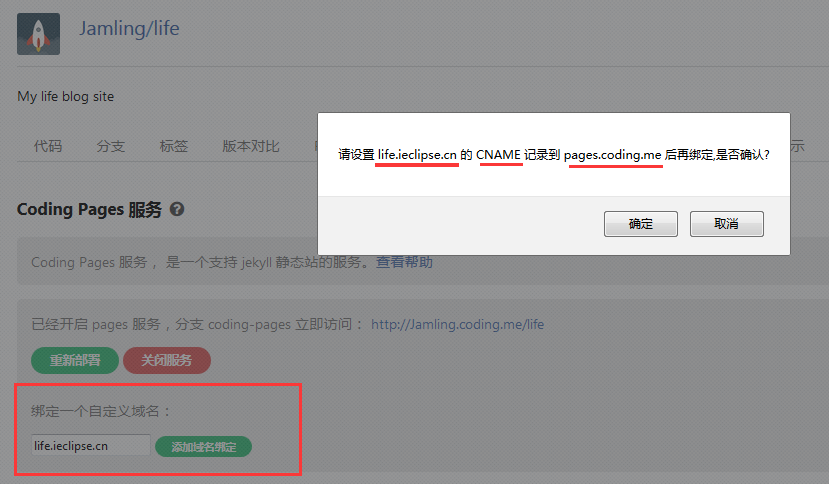 Jamling/life
My life blog site
代码 分支 标签 版本对比
示
请设置 life.ieclipse.cn 的 CNAME 记录到 pages.coding.me 后再绑定,是否确认?
确定 取消
Coding Pages 服务 ?
Coding Pages 服务 ，是一个支持 jekyll 静态站的服务。查看帮助
已经开启 pages 服务，分支 coding-pages 立即访问： http://Jamling.coding.me/life
重新部署 关闭服务
绑定一个自定义域名：
life.ieclipse.cn 添加域名绑定